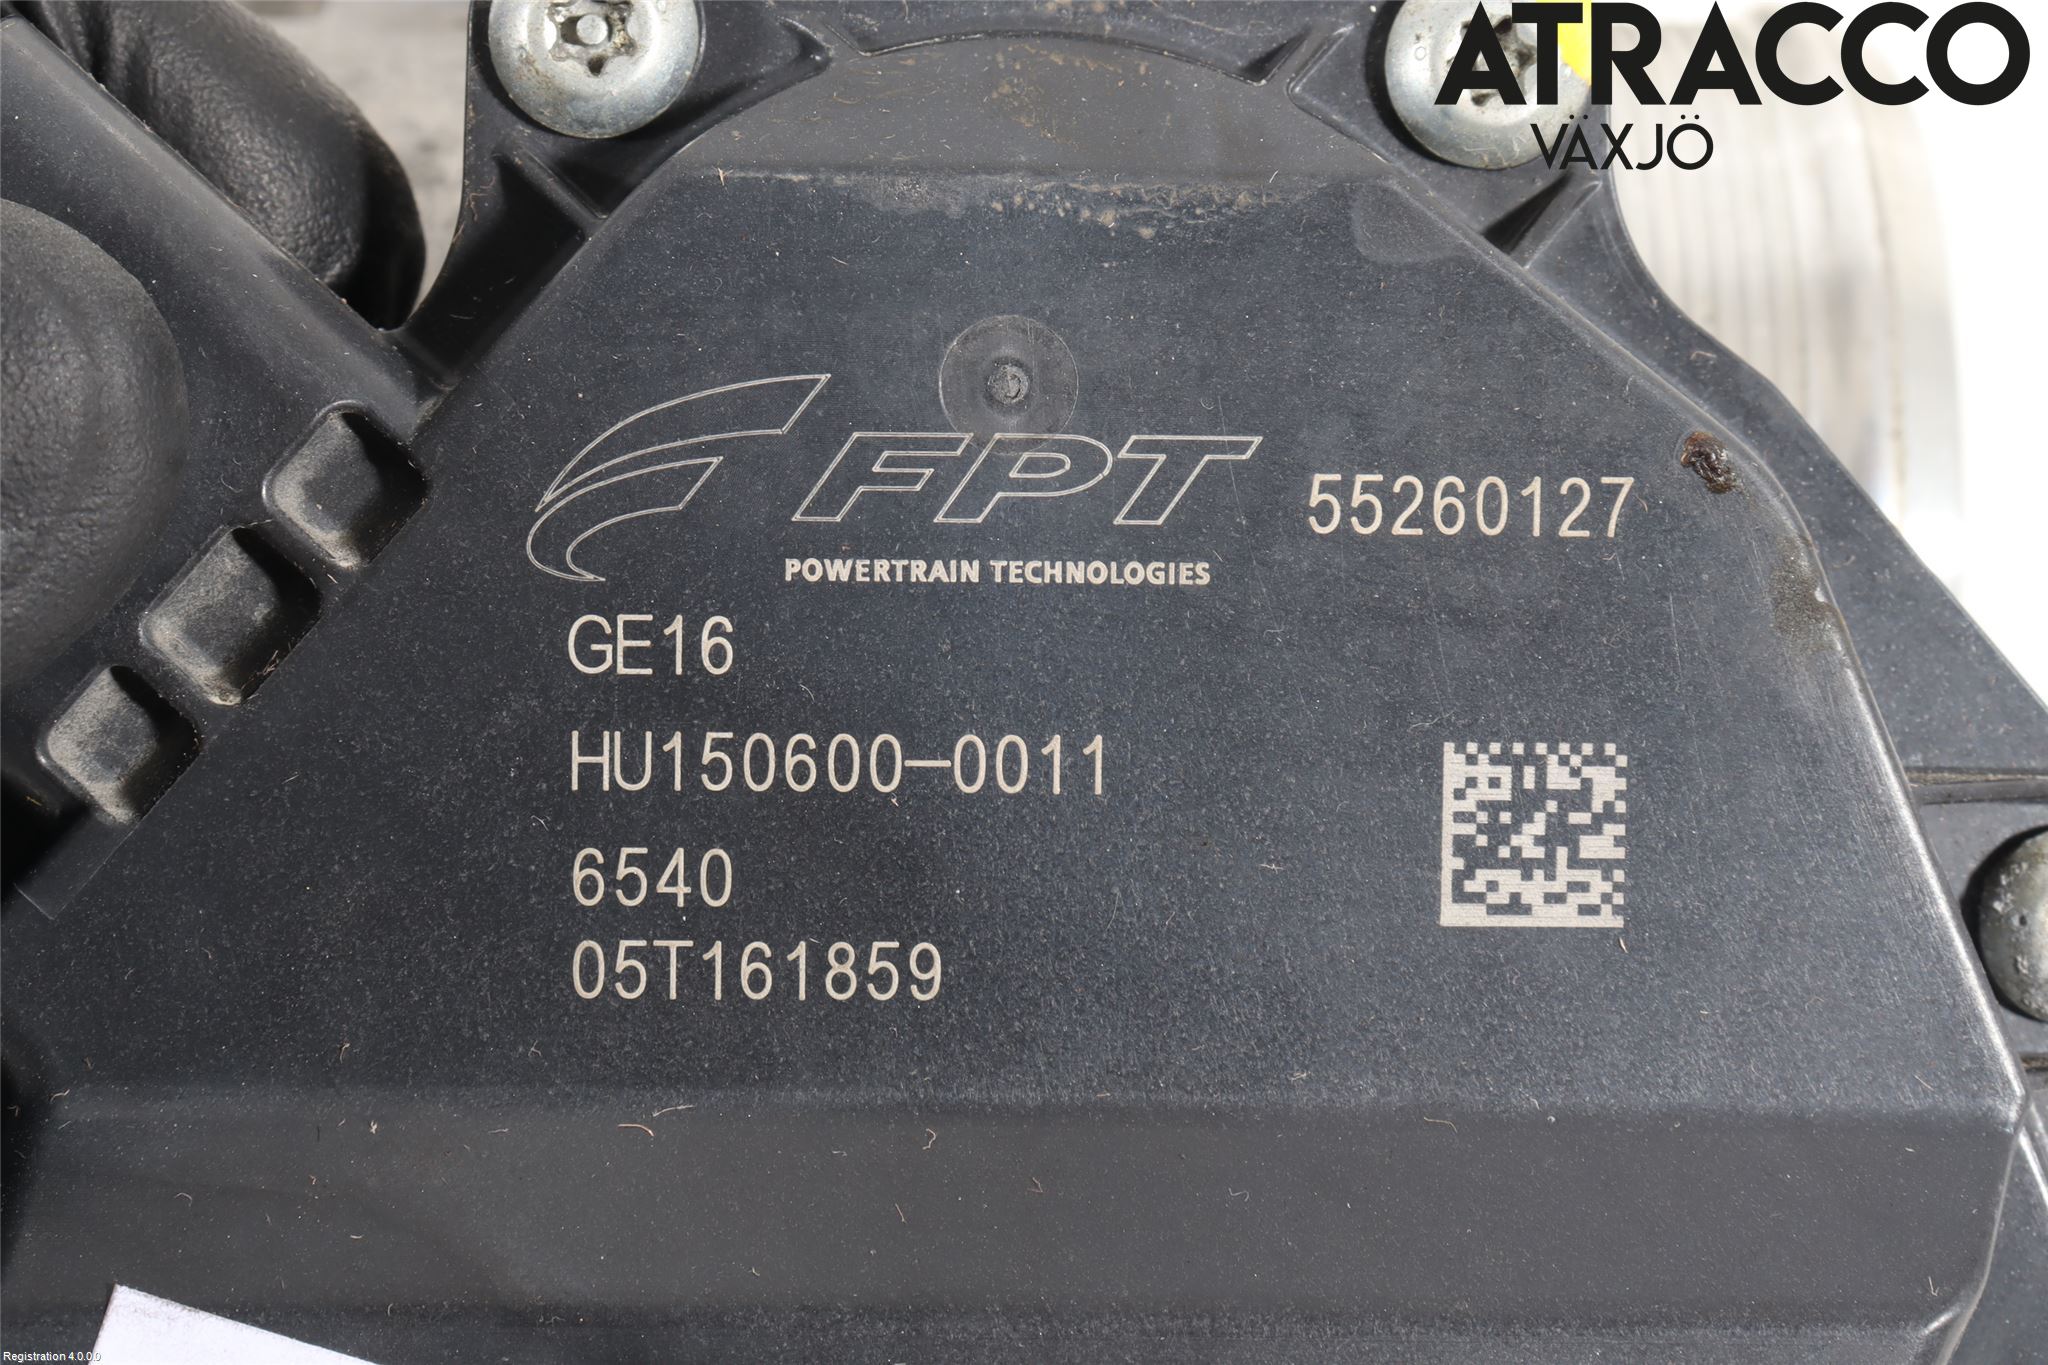 ATRACCO
VÄXJÖ
FPT 55260127
POWERTRAIN TECHNOLOGIES
GE16
HU150600-0011
6540
05T161859
Registration 4.0.0.0